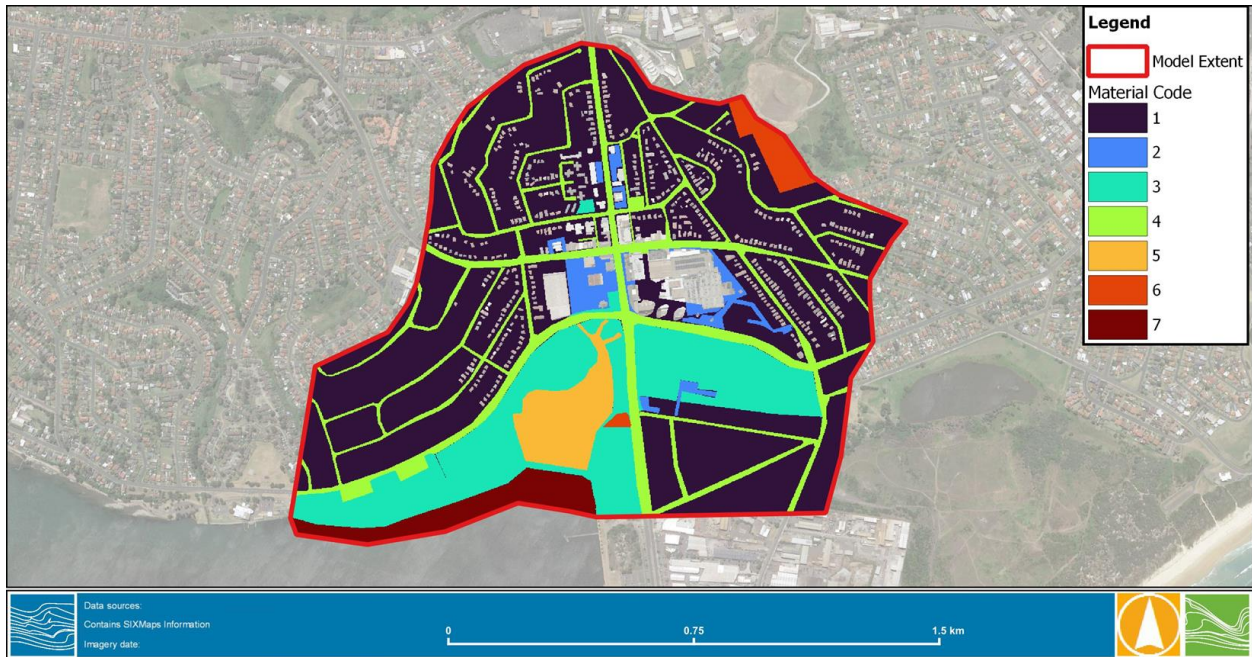 Legend
Model Extent
Material Code
1
2
3
4
5
6
7
Data sources:
Contains SIXMaps Information
Imagery date:
0
0.75
1.5 km